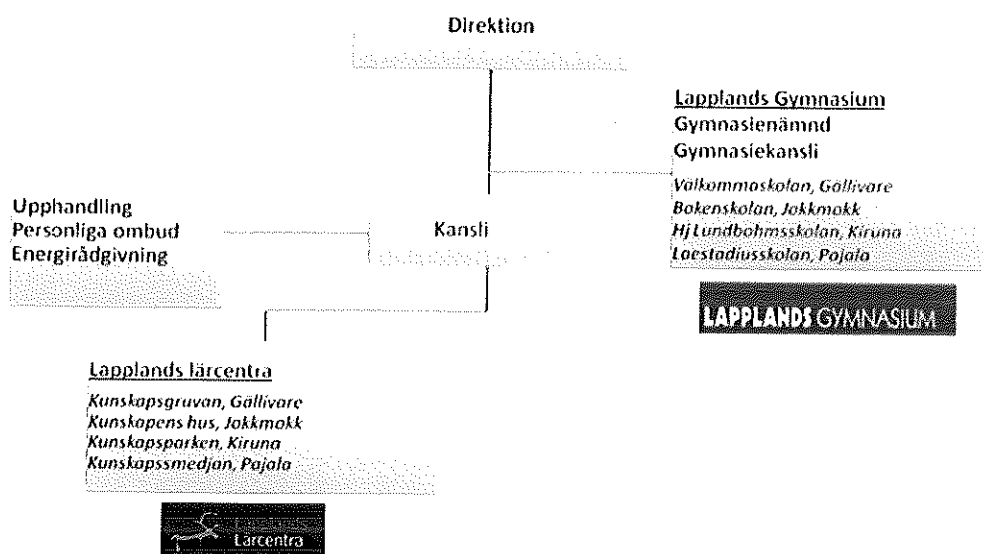 Direktion
Lapplands Gymnasium
Gymnasienämnd
Gymnasiekansli
Välkommaskolan, Gällivare
Bokenskolan, Jokkmokk
Hj Lundbohmsskolan, Kiruna
Laestadiusskolan, Pajala
LAPPLANDS GYMNASIUM
Upphandling
Personliga ombud
Energirådgivning
Kansli
Lapplands lärcentra
Kunskapsgruvan, Gällivare
Kunskapens hus, Jokkmokk
Kunskapsparken, Kiruna
Kunskapssmedjan, Pajala
Lärcentra